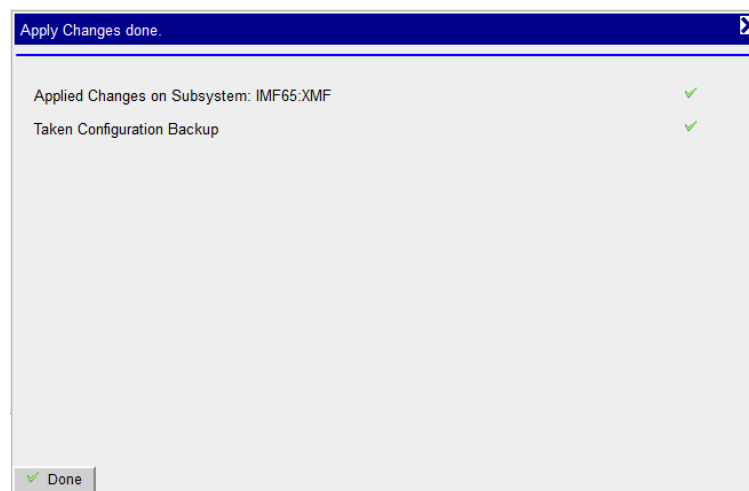 Apply Changes done.
Applied Changes on Subsystem: IMF65:XMF
Taken Configuration Backup
Done